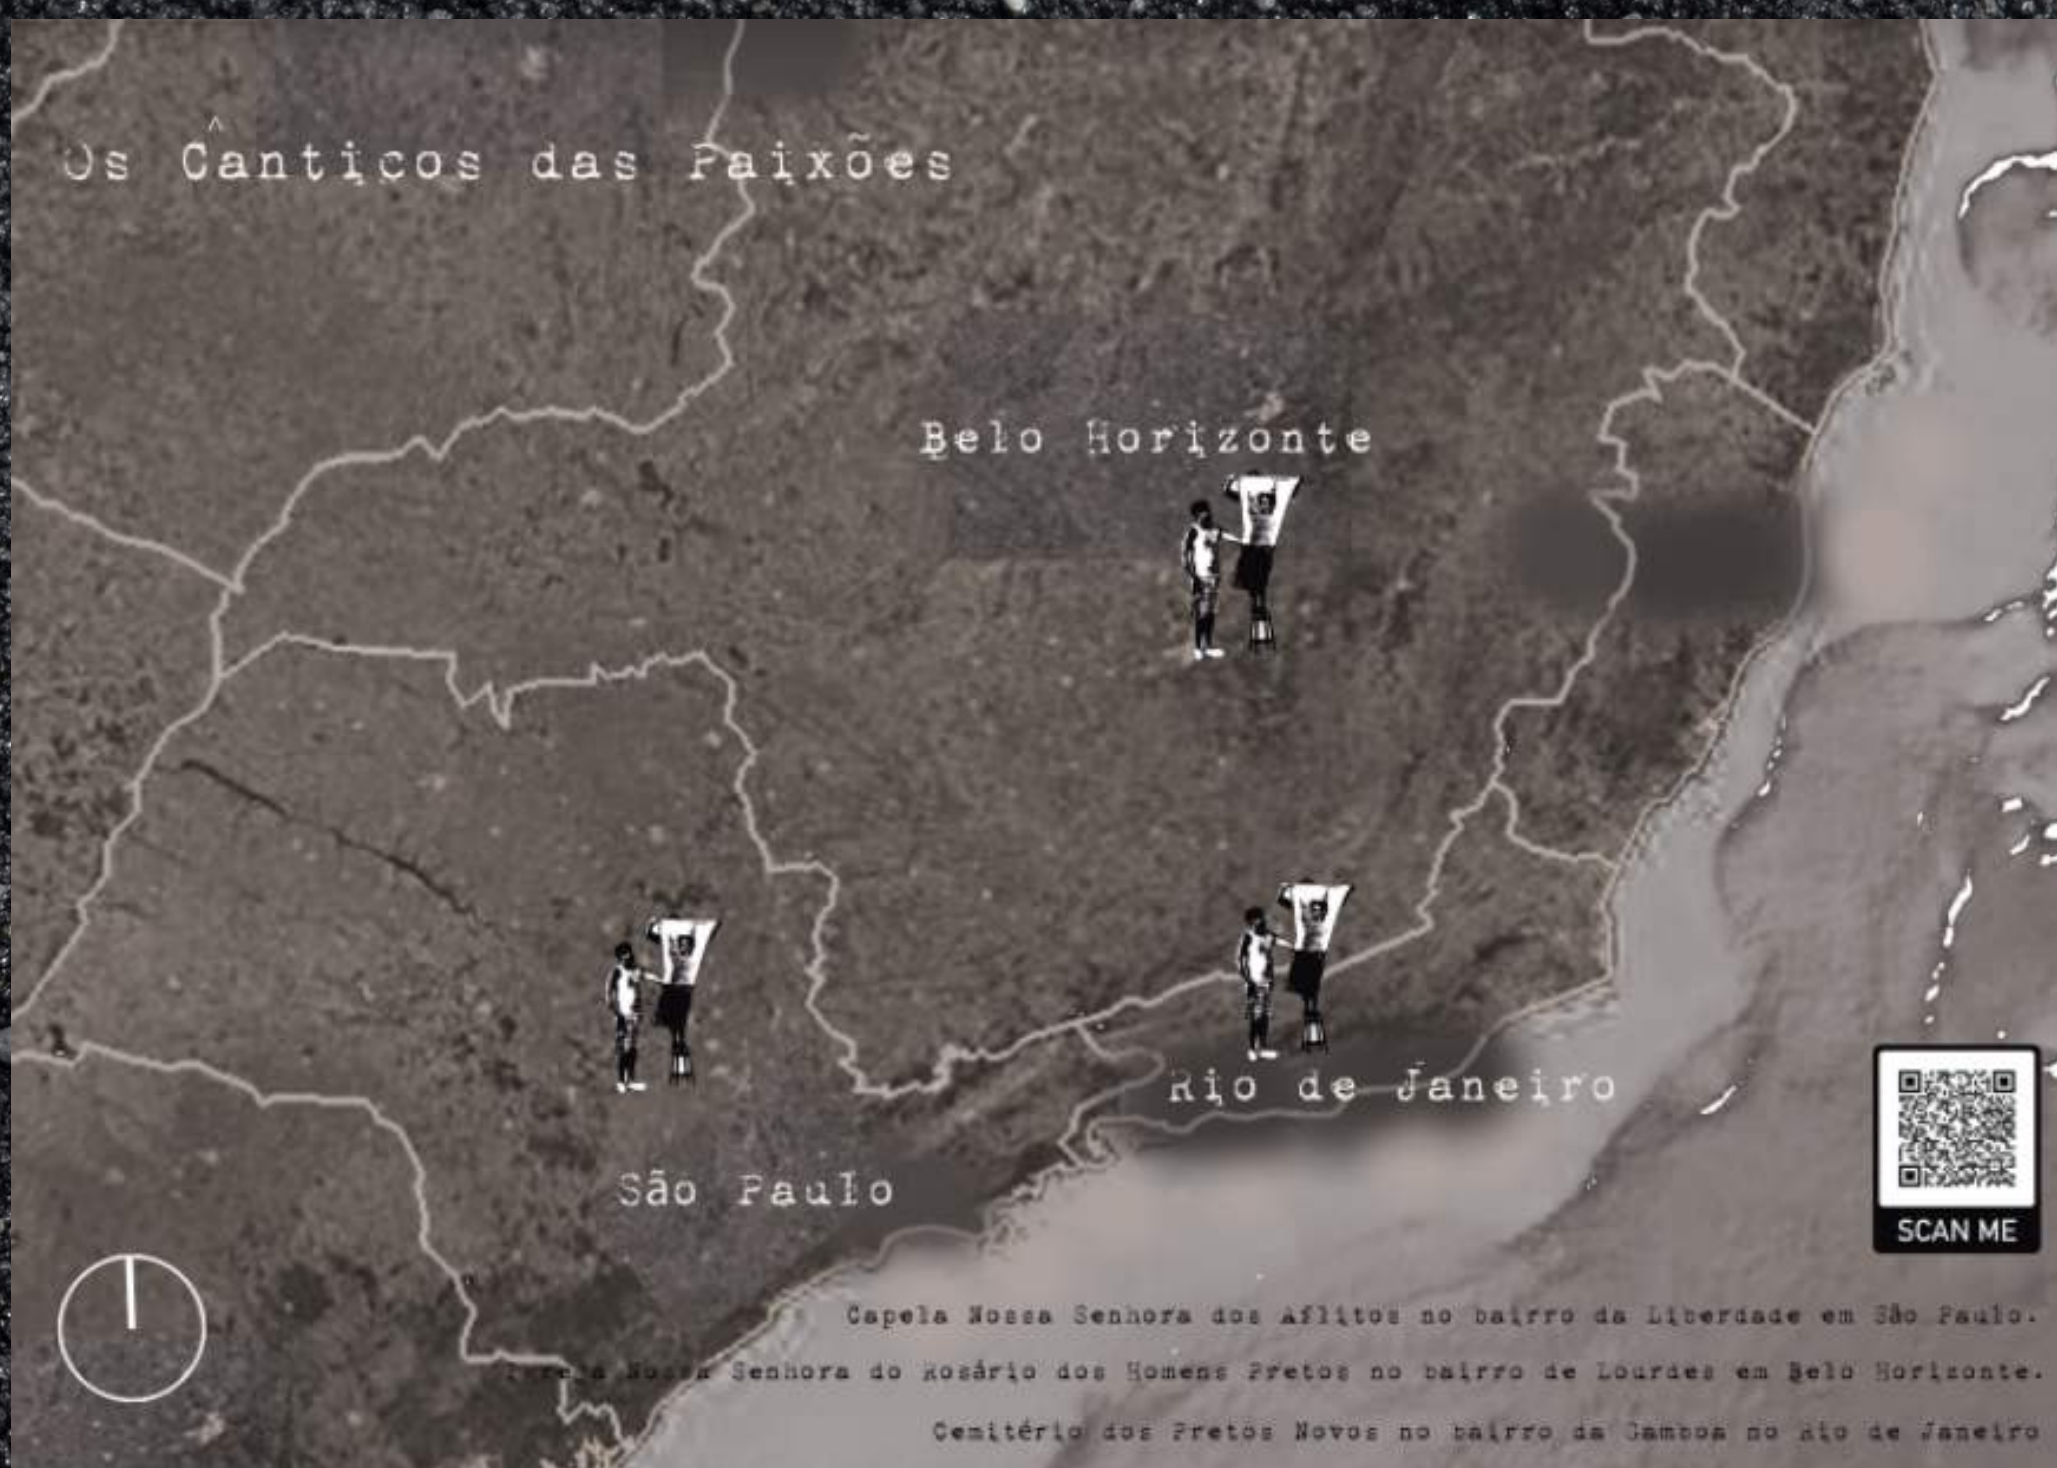 Os Cânticos das Paixões
Belo Horizonte
Rio de Janeiro
São Paulo
SCAN ME
Capela Nossa Senhora dos Aflitos no bairro da Liberdade em São Paulo.
Igreja Nossa Senhora do Rosário dos Homens Pretos no bairro de Lourdes em Belo Horizonte.
Cemitério dos Pretos Novos no bairro da Gamboa no Rio de Janeiro